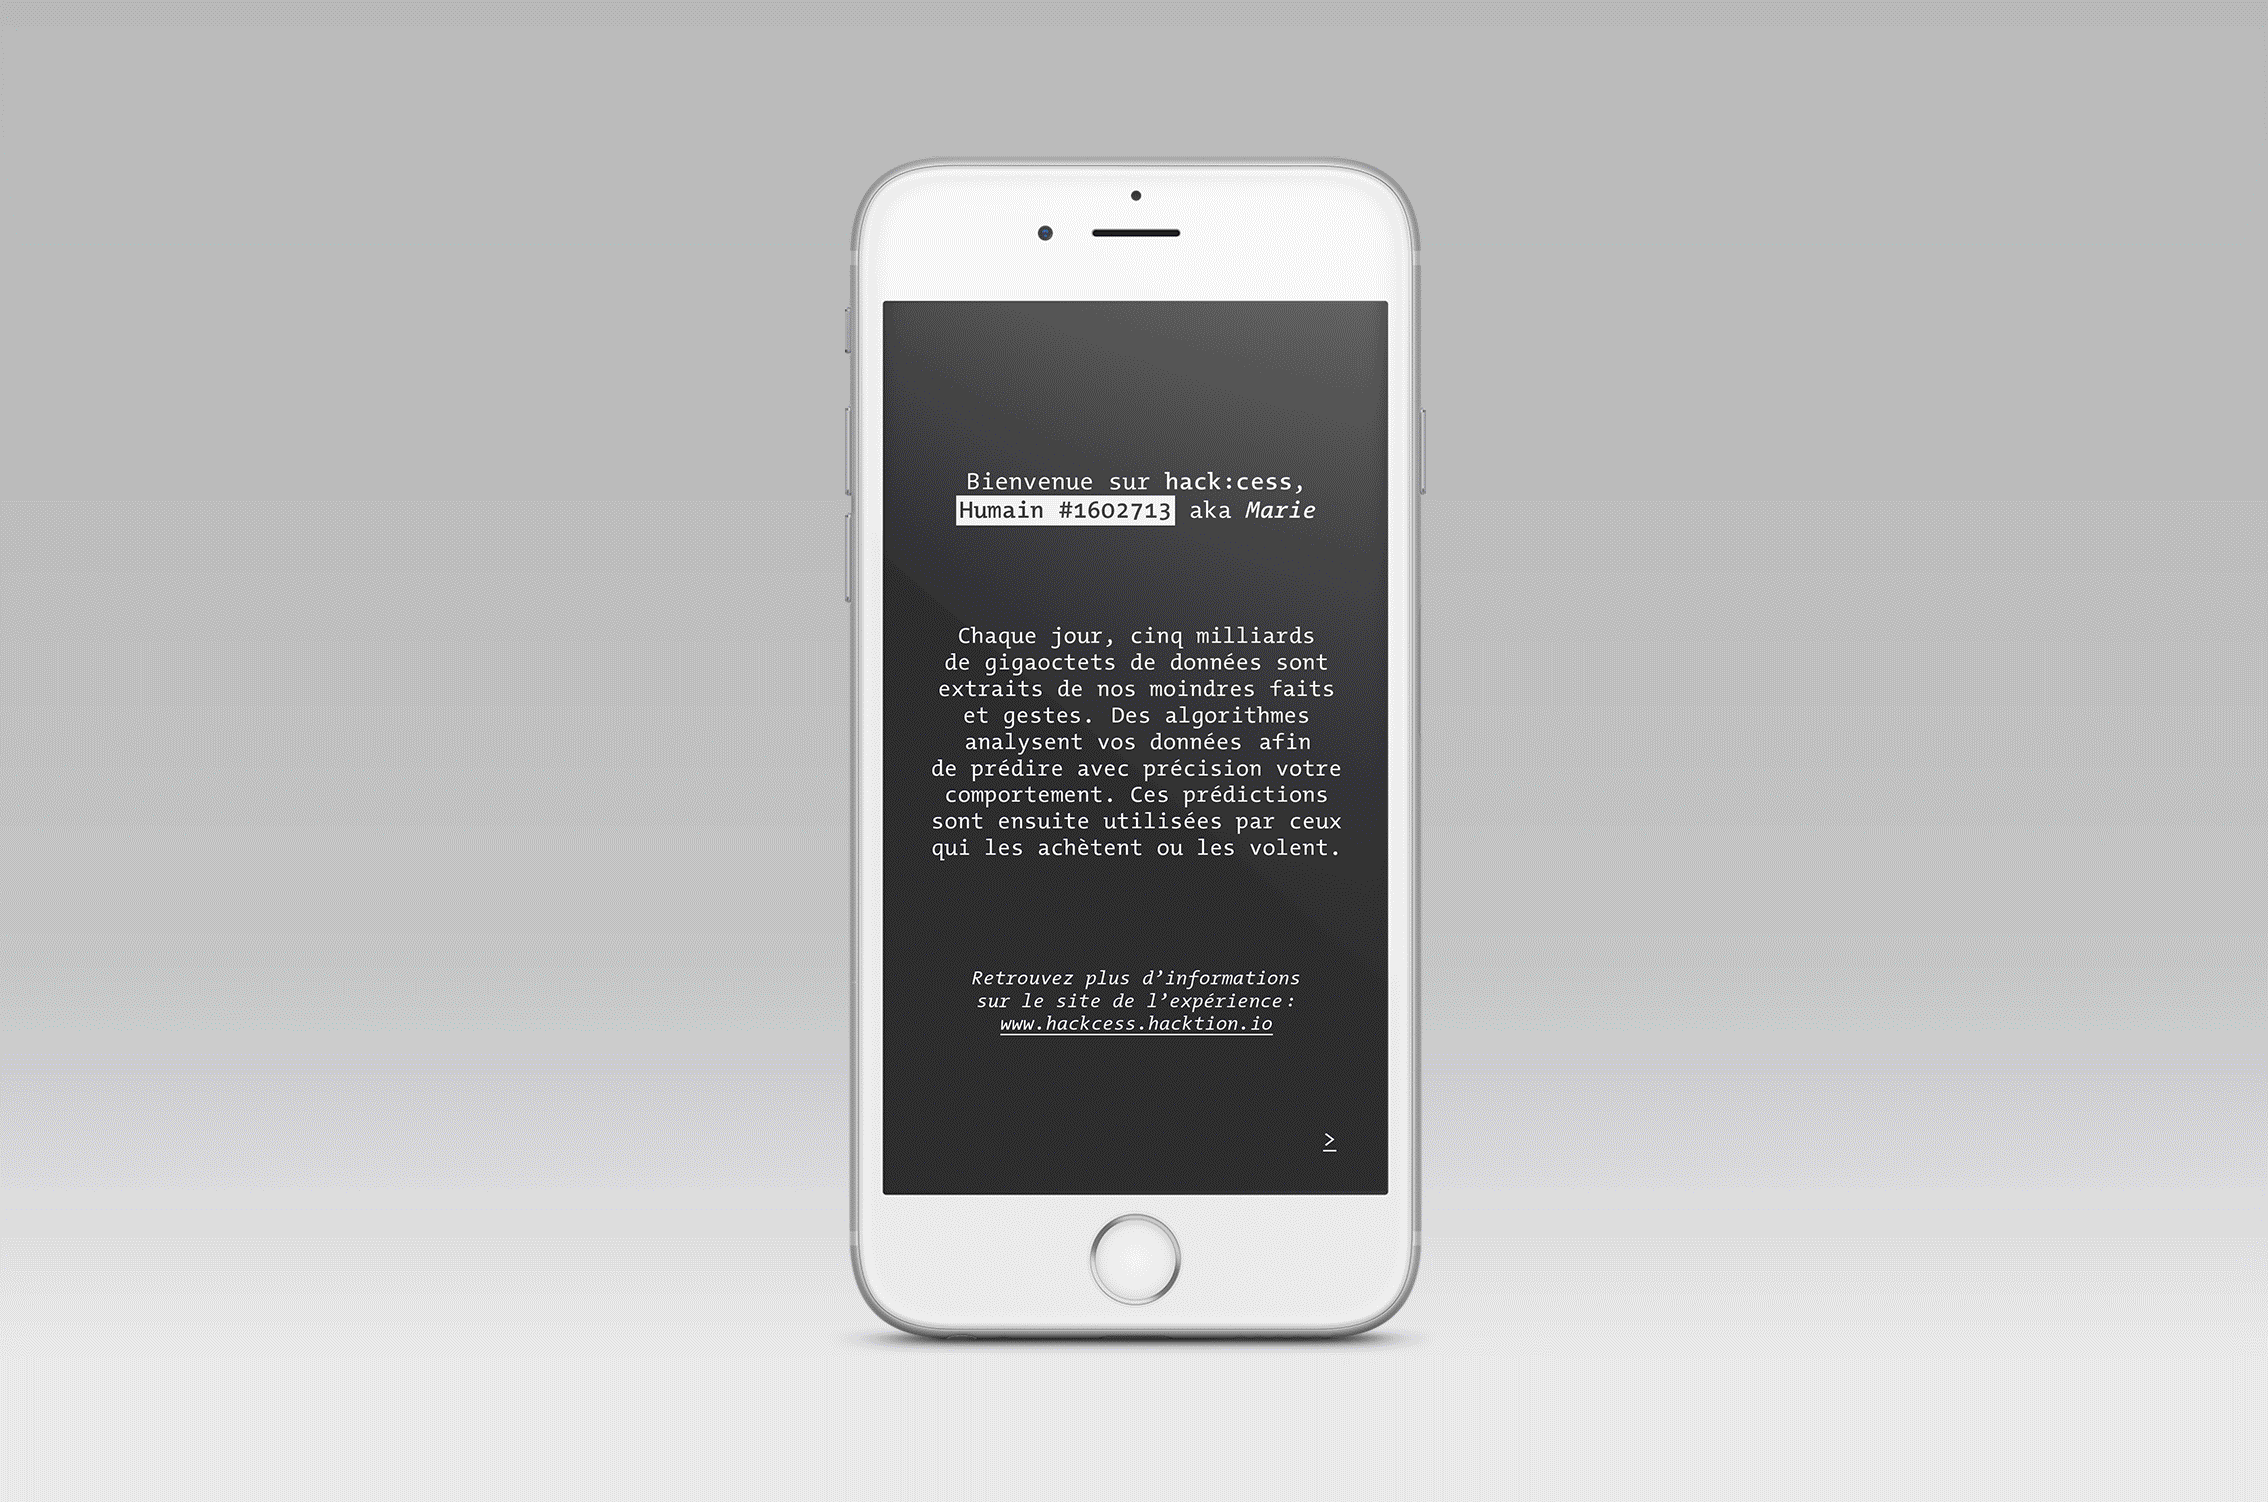 Bienvenue sur hack:cess,
Humain #1602713 aka Marie
Chaque jour, cinq milliards
de gigaoctets de données sont
extraits de nos moindres faits
et gestes. Des algorithmes
analysent vos données afin
de prédire avec précision votre
comportement. Ces prédictions
sont ensuite utilisées par ceux
qui les achètent ou les volent.
Retrouvez plus d’informations
sur le site de l’expérience :
www.hackcess.hacktion.io
>